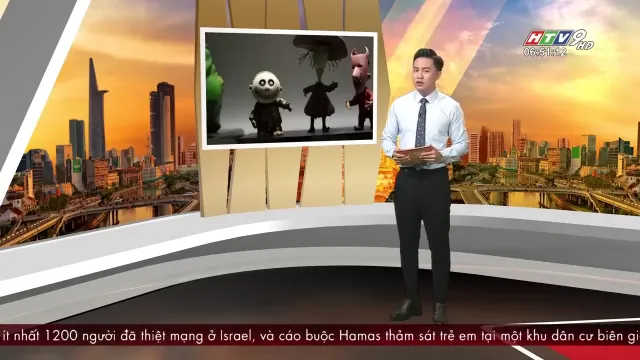 HTV9 HD
06:51:12
ít nhất 1200 người đã thiệt mạng ở Israel, và cáo buộc Hamas thảm sát trẻ em tại một khu dân cư biên gi